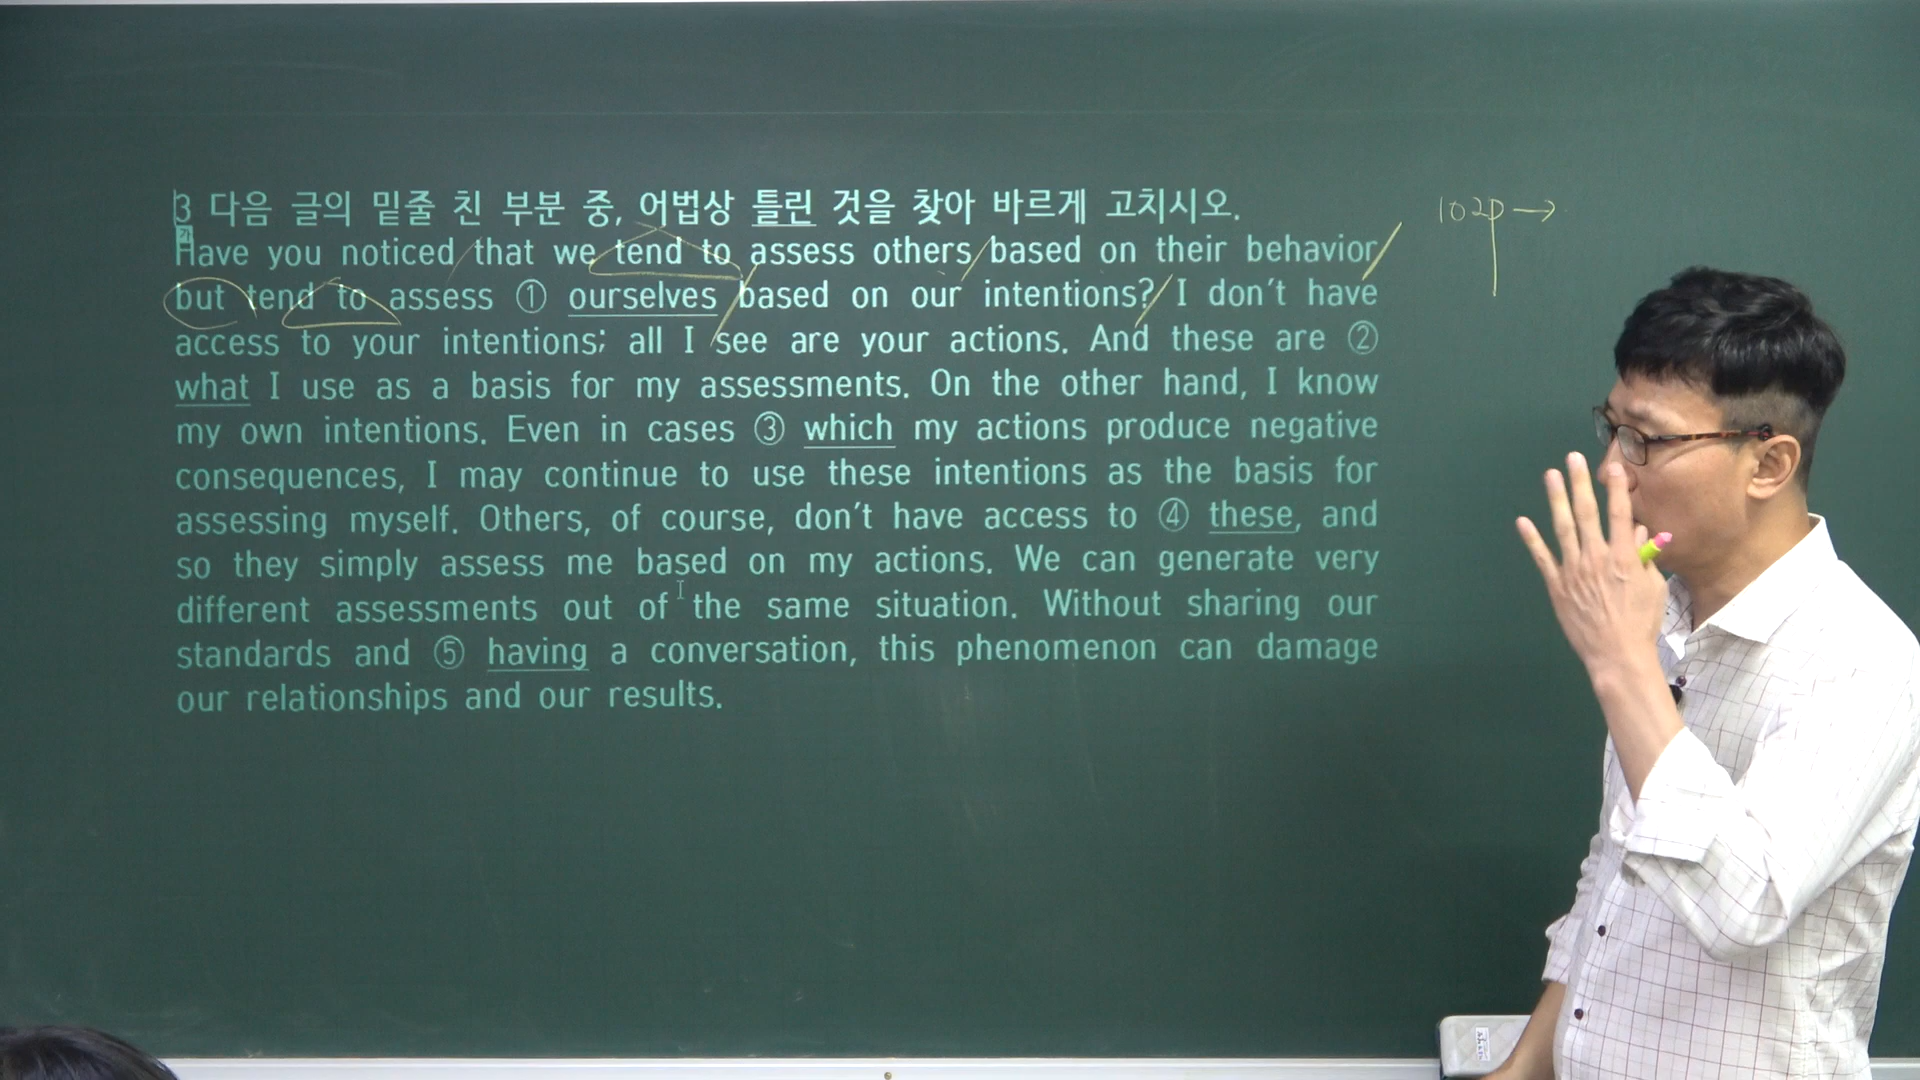 3 다음 글의 밑줄 친 부분 중, 어법상 틀린 것을 찾아 바르게 고치시오.
102p →
Have you noticed that we tend to assess others based on their behavior
but tend to assess ① ourselves based on our intentions? I don't have
access to your intentions; all I see are your actions. And these are ②
what I use as a basis for my assessments. On the other hand, I know
my own intentions. Even in cases ③ which my actions produce negative
consequences, I may continue to use these intentions as the basis for
assessing myself. Others, of course, don't have access to ④ these, and
so they simply assess me based on my actions. We can generate very
different assessments out of the same situation. Without sharing our
standards and ⑤ having a conversation, this phenomenon can damage
our relationships and our results.